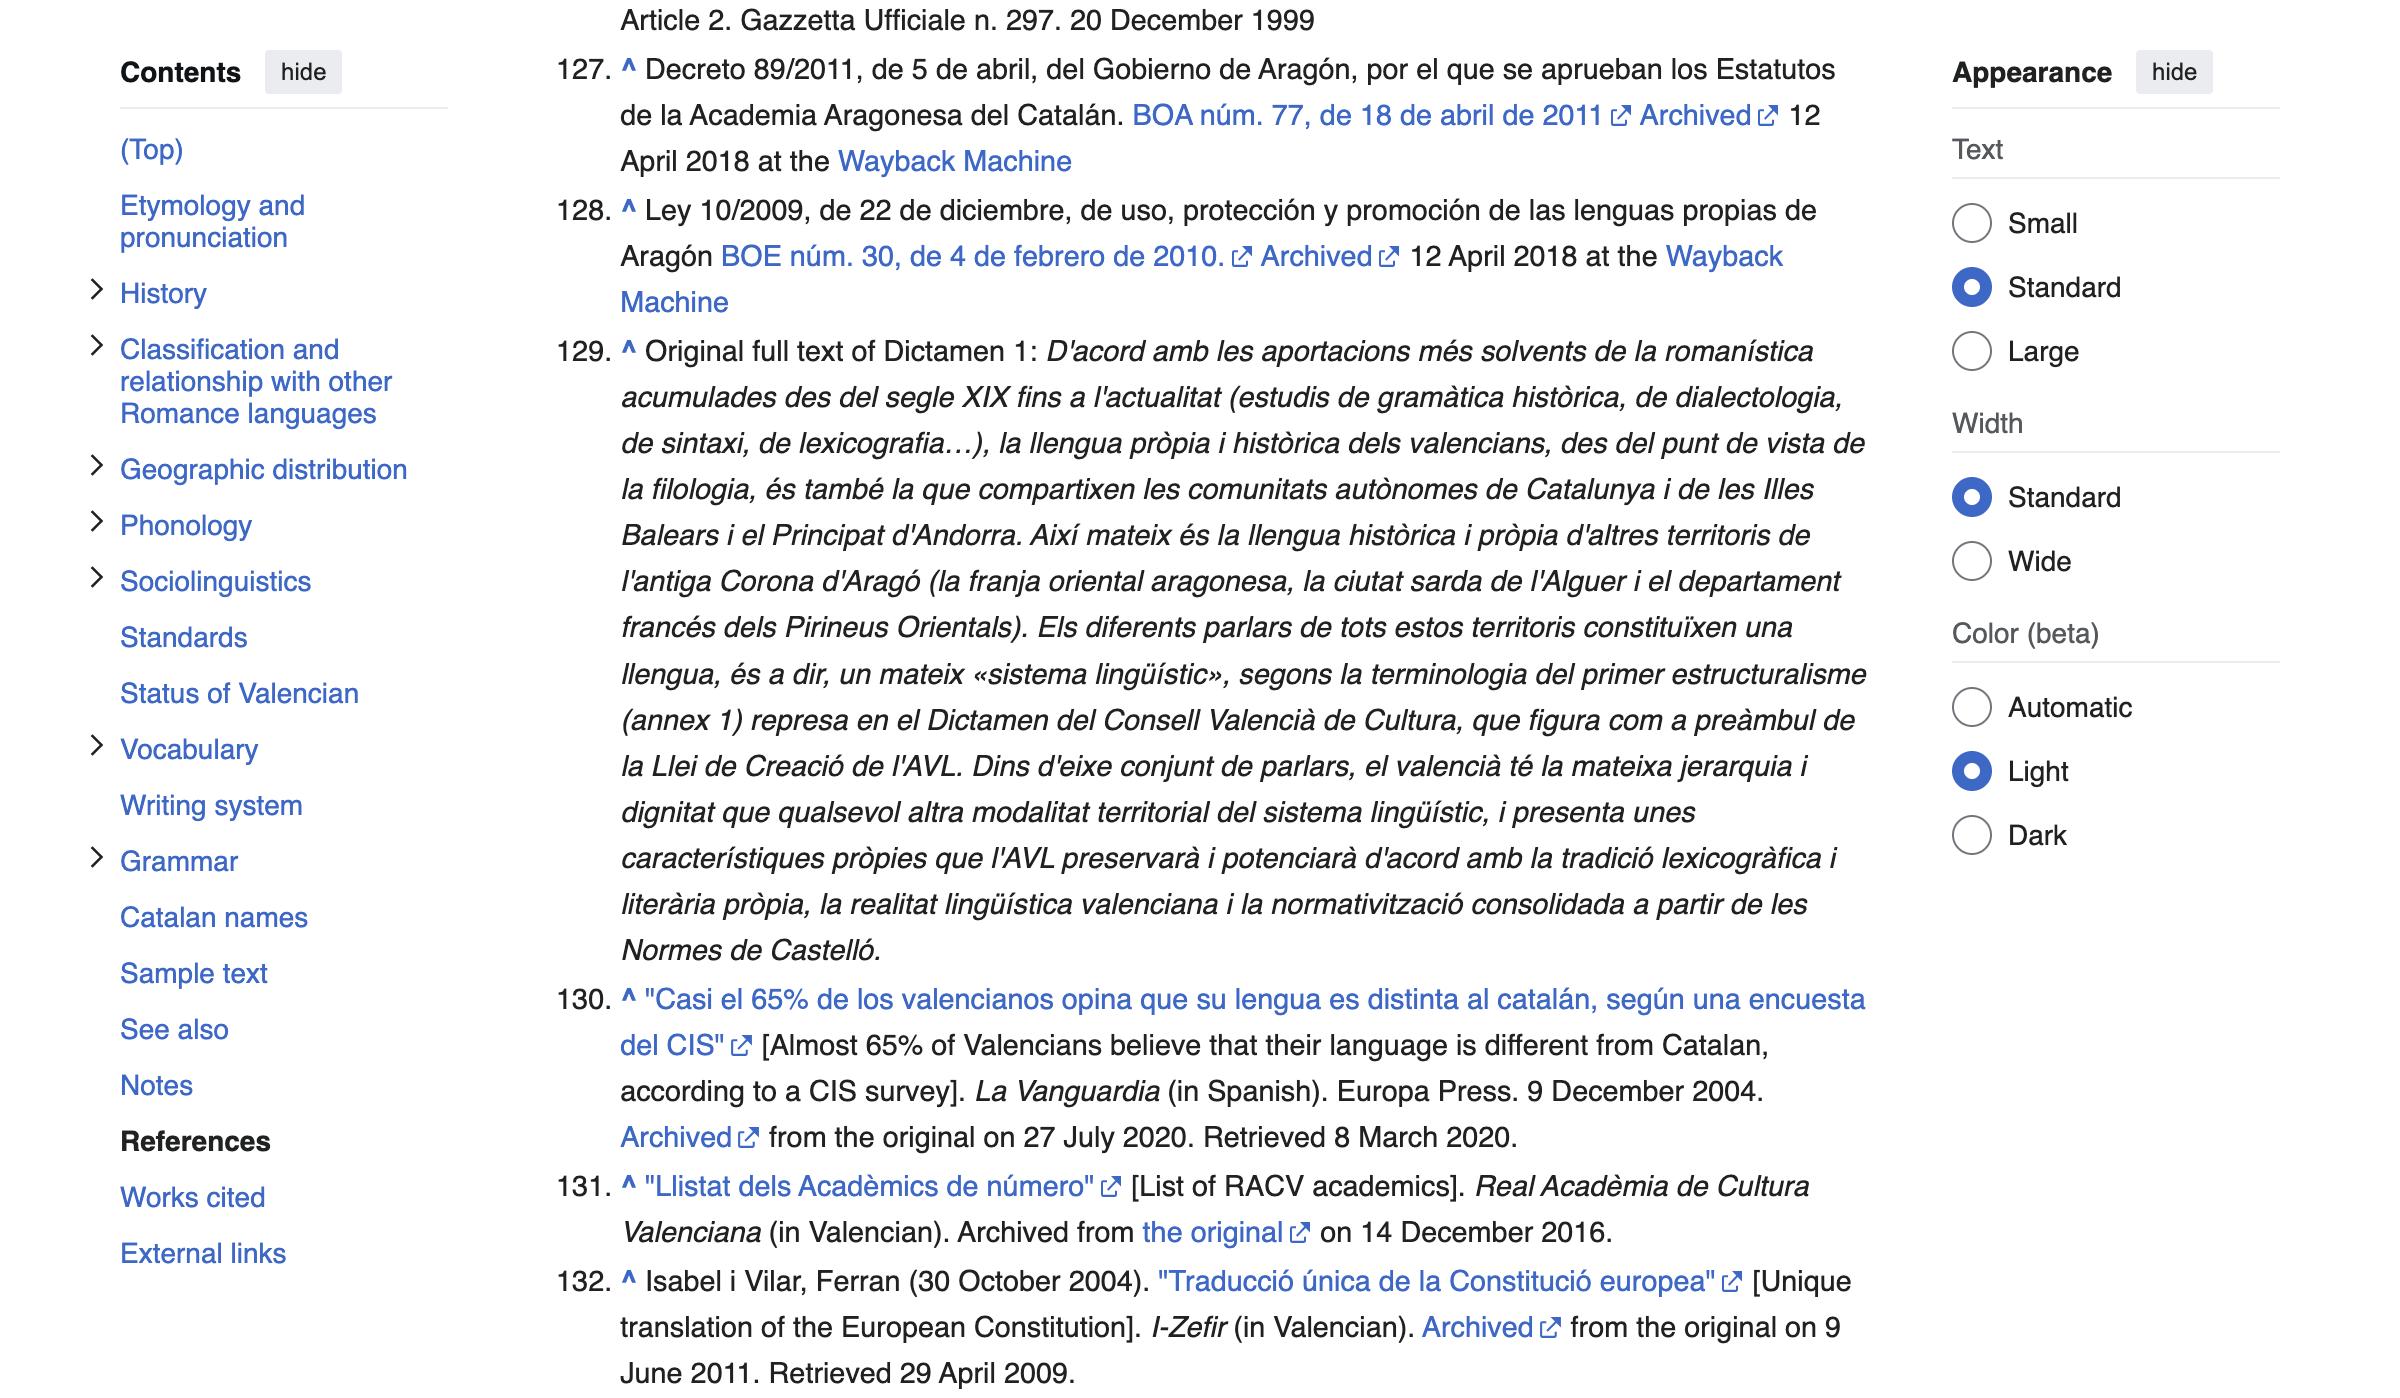 Contents hide
(Top)
Etymology and
pronunciation
History
Classification and
relationship with other
Romance languages
Geographic distribution
Phonology
Sociolinguistics
Standards
Status of Valencian
Vocabulary
Writing system
Grammar
Catalan names
Sample text
See also
Notes
References
Works cited
External links
Article 2. Gazzetta Ufficiale n. 297. 20 December 1999
127. ^ Decreto 89/2011, de 5 de abril, del Gobierno de Aragón, por el que se aprueban los Estatutos
de la Academia Aragonesa del Catalán. BOA núm. 77, de 18 de abril de 2011 Archived 12
April 2018 at the Wayback Machine
128. ^ Ley 10/2009, de 22 de diciembre, de uso, protección y promoción de las lenguas propias de
Aragón BOE núm. 30, de 4 de febrero de 2010. Archived 12 April 2018 at the Wayback
Machine
129. ^ Original full text of Dictamen 1: D'acord amb les aportacions més solvents de la romanística
acumulades des del segle XIX fins a l'actualitat (estudis de gramàtica històrica, de dialectologia,
de sintaxi, de lexicografia…), la llengua pròpia i històrica dels valencians, des del punt de vista de
la filologia, és també la que compartixen les comunitats autònomes de Catalunya i de les Illes
Balears i el Principat d'Andorra. Així mateix és la llengua històrica i pròpia d'altres territoris de
l'antiga Corona d'Aragó (la franja oriental aragonesa, la ciutat sarda de l'Alguer i el departament
francés dels Pirineus Orientals). Els diferents parlars de tots estos territoris constituïxen una
llengua, és a dir, un mateix «sistema lingüístic», segons la terminologia del primer estructuralisme
(annex 1) represa en el Dictamen del Consell Valencià de Cultura, que figura com a preàmbul de
la Llei de Creació de l'AVL. Dins d'eixe conjunt de parlars, el valencià té la mateixa jerarquia i
dignitat que qualsevol altra modalitat territorial del sistema lingüístic, i presenta unes
característiques pròpies que l'AVL preservarà i potenciarà d'acord amb la tradició lexicogràfica i
literària pròpia, la realitat lingüística valenciana i la normativització consolidada a partir de les
Normes de Castelló.
130. ^ "Casi el 65% de los valencianos opina que su lengua es distinta al catalán, según una encuesta
del CIS" [Almost 65% of Valencians believe that their language is different from Catalan,
according to a CIS survey]. La Vanguardia (in Spanish). Europa Press. 9 December 2004.
Archived from the original on 27 July 2020. Retrieved 8 March 2020.
131. ^ "Llistat dels Acadèmics de número" [List of RACV academics]. Real Acadèmia de Cultura
Valenciana (in Valencian). Archived from the original on 14 December 2016.
132. ^ Isabel i Vilar, Ferran (30 October 2004). "Traducció única de la Constitució europea" [Unique
translation of the European Constitution]. I-Zefir (in Valencian). Archived from the original on 9
June 2011. Retrieved 29 April 2009.
Appearance hide
Text
Small
Standard
Large
Width
Standard
Wide
Color (beta)
Automatic
Light
Dark